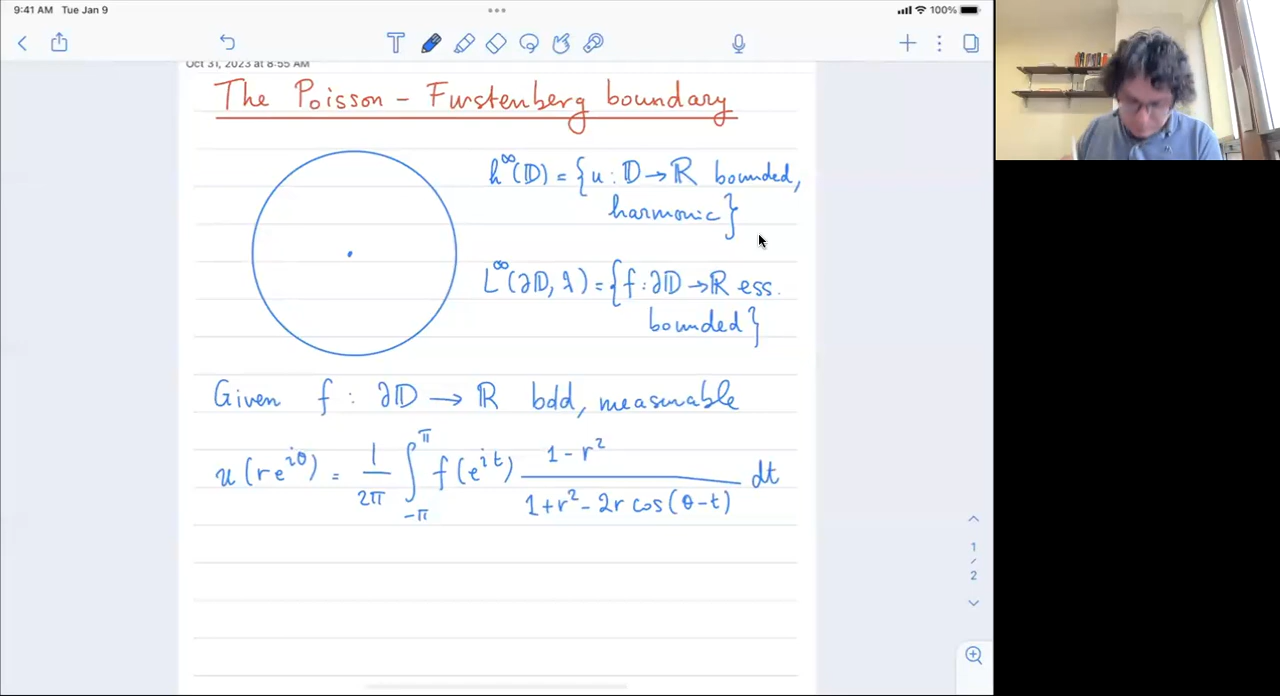 9:41 AM Tue Jan 9
100%
Oct 31, 2023 at 8:55 AM
The Poisson - Furstenberg boundary
h^∞(𝔻) = {u : 𝔻 → ℝ bounded,
harmonic}
L^∞(∂𝔻, λ) = {f : ∂𝔻 → ℝ ess.
bounded}
Given f : ∂𝔻 → ℝ bdd, measurable
u(re^{iθ}) = 1/2π ∫_{-π}^{π} f(e^{it}) (1-r²)/(1+r²-2r cos(θ-t)) dt
1
/
2